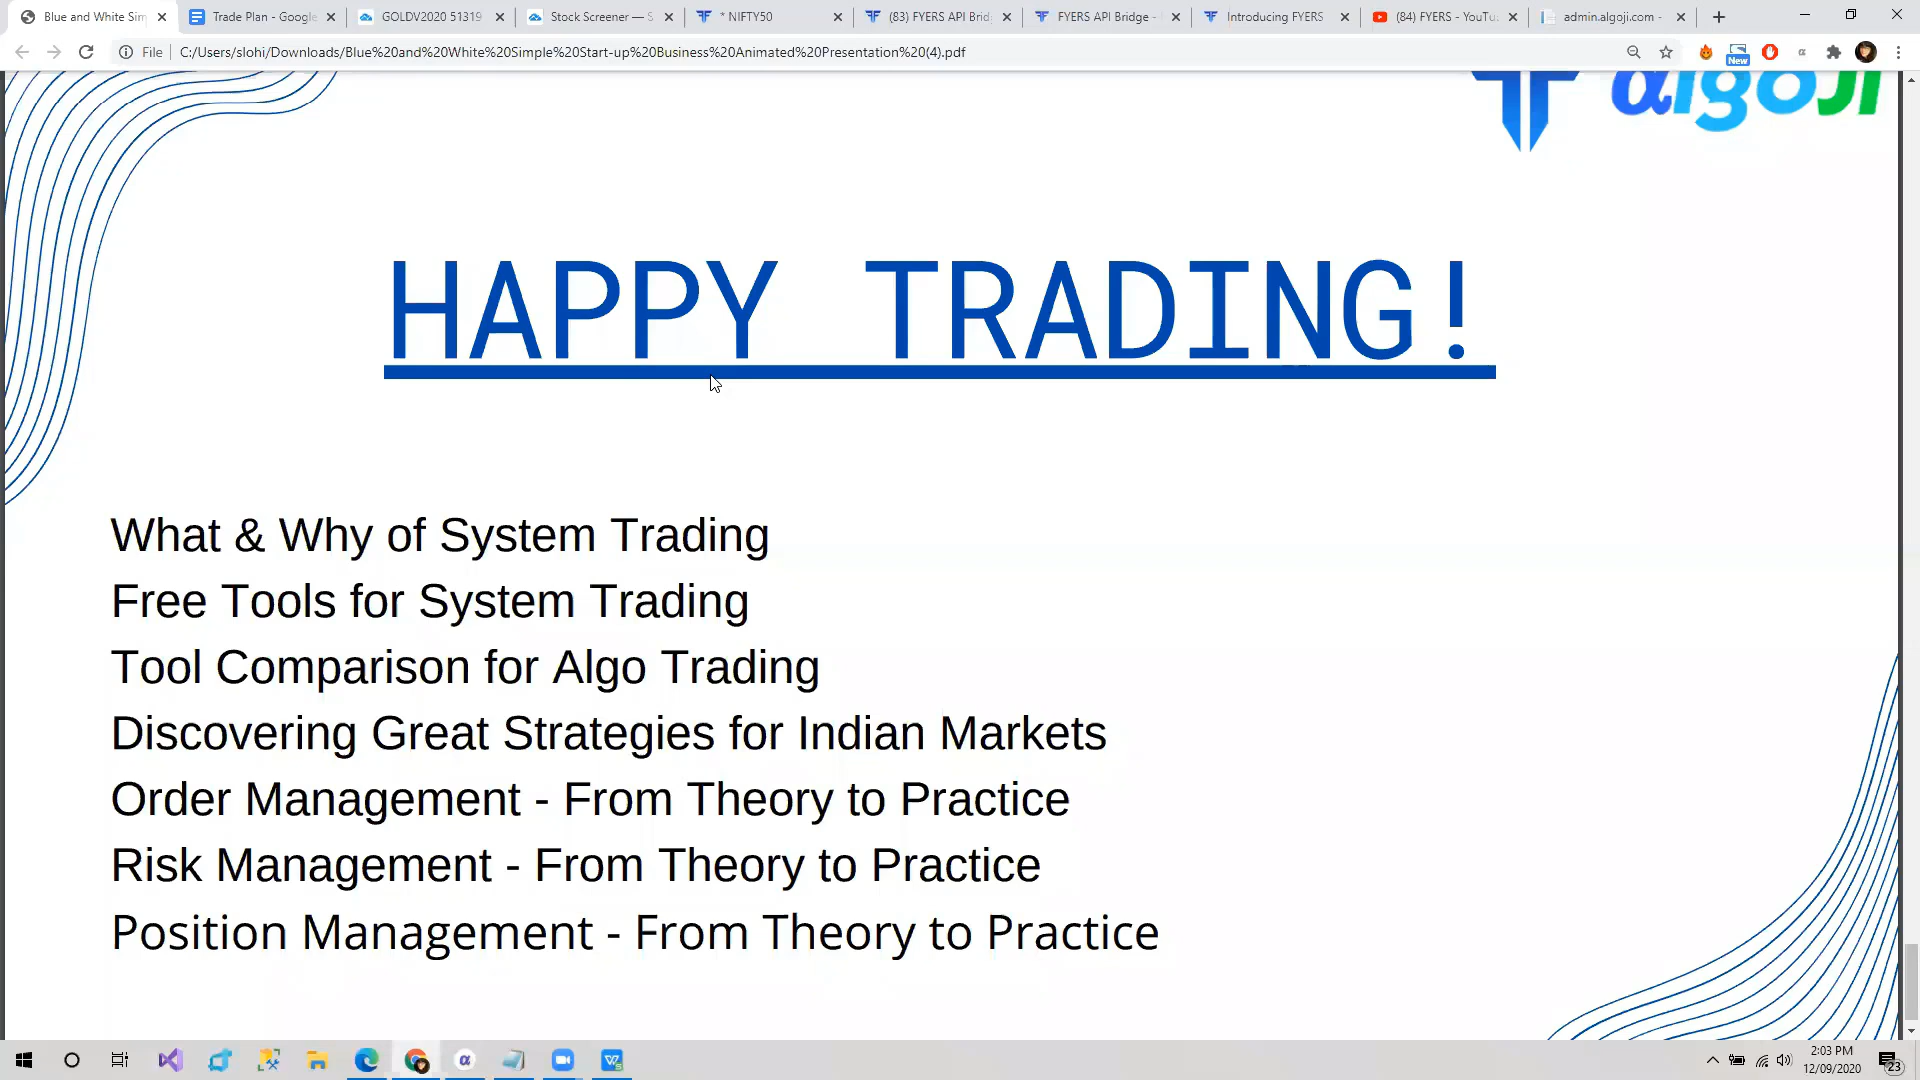 Blue and White Sim
Trade Plan - Google
GOLDV2020 51319
Stock Screener — S
* NIFTY50
(83) FYERS API Brid
FYERS API Bridge -
Introducing FYERS
(84) FYERS - YouTu
admin.algoji.com -
File
C:/Users/slohi/Downloads/Blue%20and%20White%20Simple%20Start-up%20Business%20Animated%20Presentation%20(4).pdf
New
αlgoji
HAPPY TRADING!
What & Why of System Trading
Free Tools for System Trading
Tool Comparison for Algo Trading
Discovering Great Strategies for Indian Markets
Order Management - From Theory to Practice
Risk Management - From Theory to Practice
Position Management - From Theory to Practice
2:03 PM
12/09/2020
23